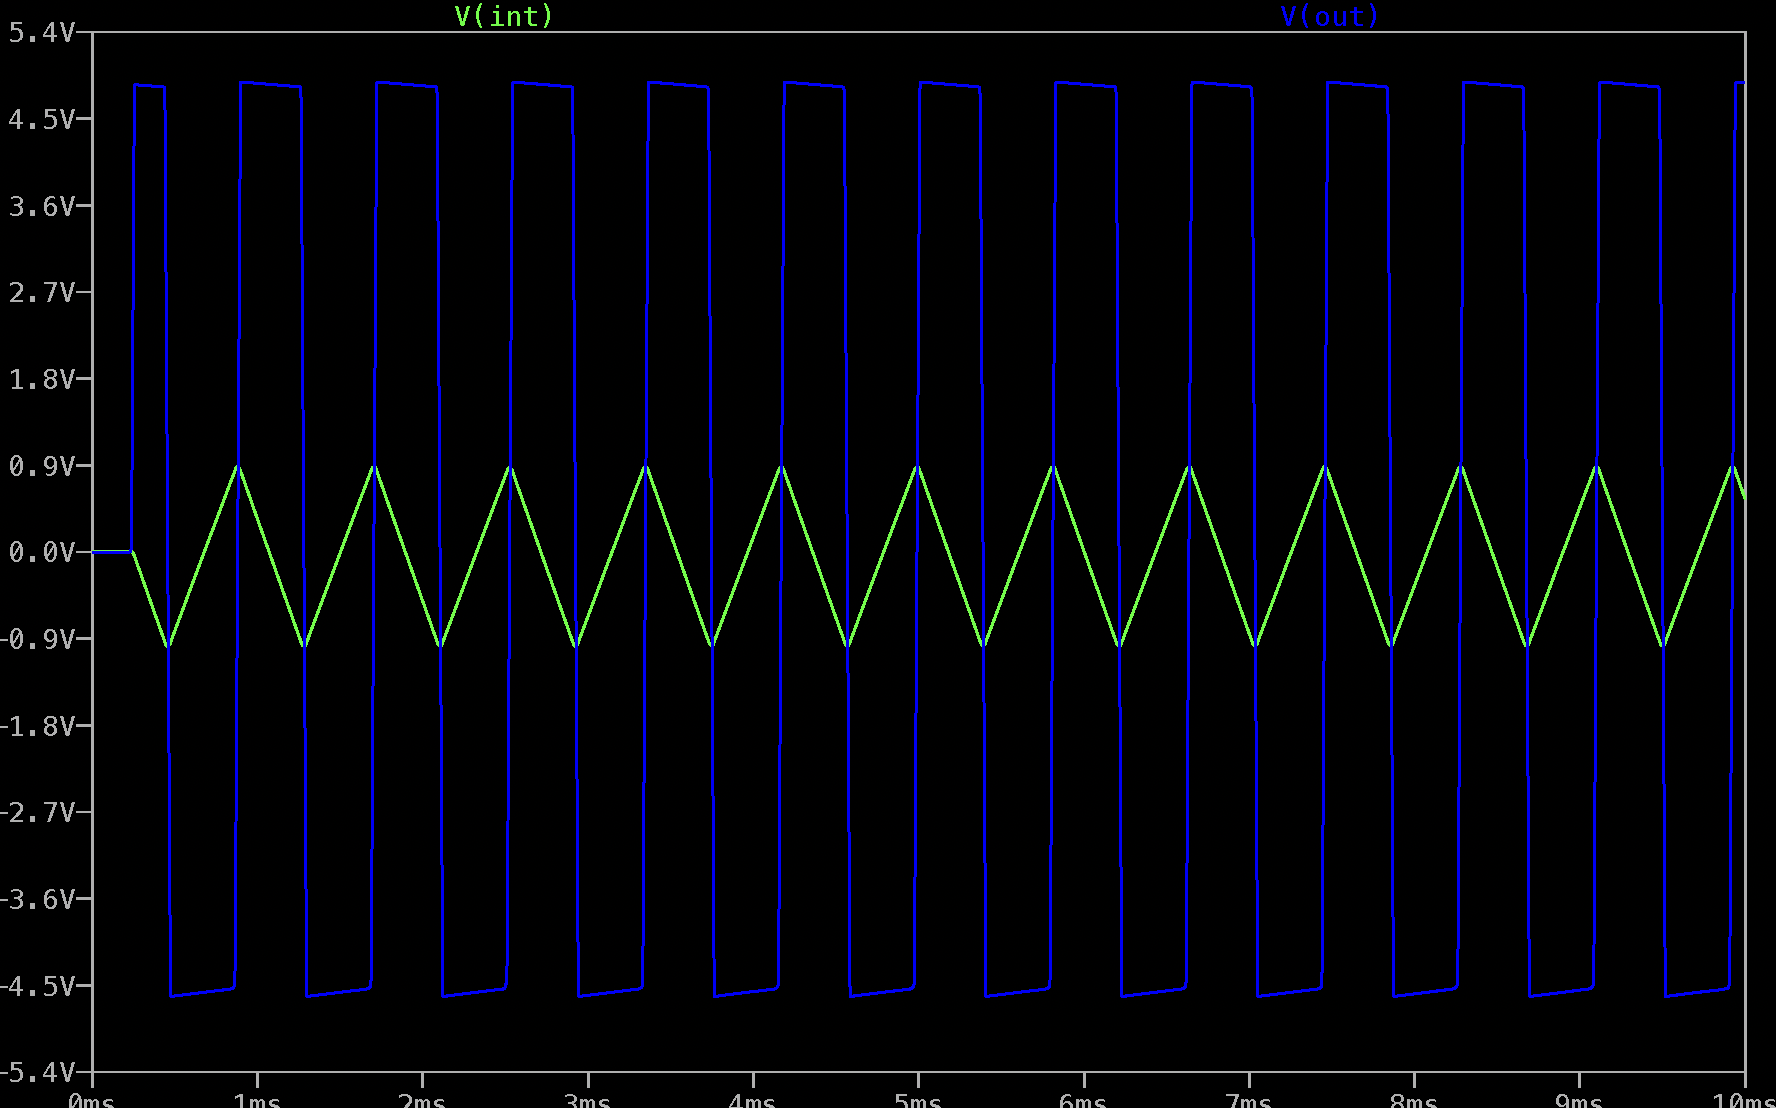 V(int) V(out)
5.4V
4.5V
3.6V
2.7V
1.8V
0.9V
0.0V
-0.9V
-1.8V
-2.7V
-3.6V
-4.5V
-5.4V
0ms 1ms 2ms 3ms 4ms 5ms 6ms 7ms 8ms 9ms 10ms